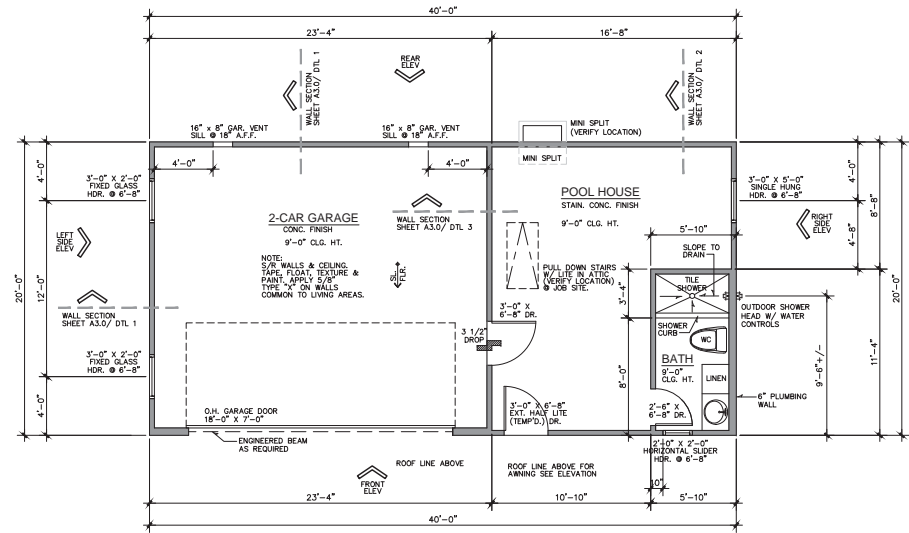 40'-0"
23'-4"
16'-8"
WALL SECTION
SHEET A3.0/ DTL 1
REAR
ELEV
WALL SECTION
SHEET A3.0/ DTL 2
16" x 8" GAR. VENT
SILL @ 18" A.F.F.
16" x 8" GAR. VENT
SILL @ 18" A.F.F.
MINI SPLIT
(VERIFY LOCATION)
MINI SPLIT
4'-0"
4'-0"
4'-0"
3'-0" X 2'-0"
FIXED GLASS
HDR. @ 6'-8"
2-CAR GARAGE
CONC. FINISH
9'-0" CLG. HT.
NOTE:
S/R WALLS & CEILING.
TAPE, FLOAT, TEXTURE &
PAINT. APPLY 5/8"
TYPE "X" ON WALLS
COMMON TO LIVING AREAS.
SL.
FLR.
WALL SECTION
SHEET A3.0/ DTL 3
POOL HOUSE
STAIN. CONC. FINISH
9'-0" CLG. HT.
PULL DOWN STAIRS
W/ LITE IN ATTIC
(VERIFY LOCATION)
@ JOB SITE.
5'-10"
SLOPE TO
DRAIN
3'-0" X 5'-0"
SINGLE HUNG
HDR. @ 6'-8"
RIGHT
SIDE
ELEV
4'-0"
4'-8"
8'-8"
20'-0"
LEFT
SIDE
ELEV
20'-0"
12'-0"
WALL SECTION
SHEET A3.0/ DTL 1
3'-0" X 2'-0"
FIXED GLASS
HDR. @ 6'-8"
4'-0"
3'-4"
TILE
SHOWER
SHOWER
CURB
WC
OUTDOOR SHOWER
HEAD W/ WATER
CONTROLS
9'-6"+/-
11'-4"
3'-0" X
6'-8" DR.
3 1/2"
DROP
8'-0"
BATH
9'-0"
CLG. HT.
LINEN
6" PLUMBING
WALL
2'-6" X
6'-8" DR.
O.H. GARAGE DOOR
18'-0" X 7'-0"
3'-0" X 6'-8"
EXT. HALF LITE
(TEMP'D.) DR.
ENGINEERED BEAM
AS REQUIRED
2'-0" X 2'-0"
HORIZONTAL SLIDER
HDR. @ 6'-8"
FRONT
ELEV
ROOF LINE ABOVE
ROOF LINE ABOVE FOR
AWNING SEE ELEVATION
10"
23'-4"
10'-10"
5'-10"
40'-0"